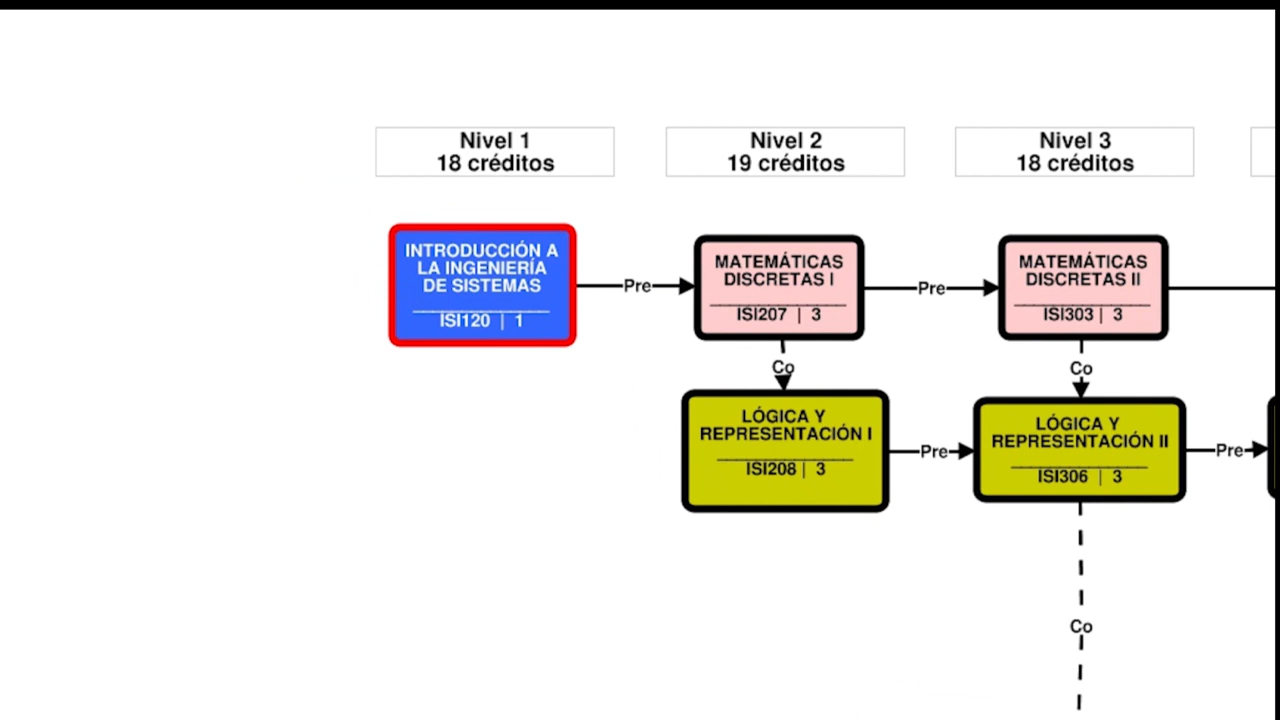 Nivel 1
18 créditos
Nivel 2
19 créditos
Nivel 3
18 créditos
INTRODUCCIÓN A
LA INGENIERÍA
DE SISTEMAS
ISI120 | 1
Pre
MATEMÁTICAS
DISCRETAS I
ISI207 | 3
Pre
MATEMÁTICAS
DISCRETAS II
ISI303 | 3
Co
Co
LÓGICA Y
REPRESENTACIÓN I
ISI208 | 3
Pre
LÓGICA Y
REPRESENTACIÓN II
ISI306 | 3
Pre
Co